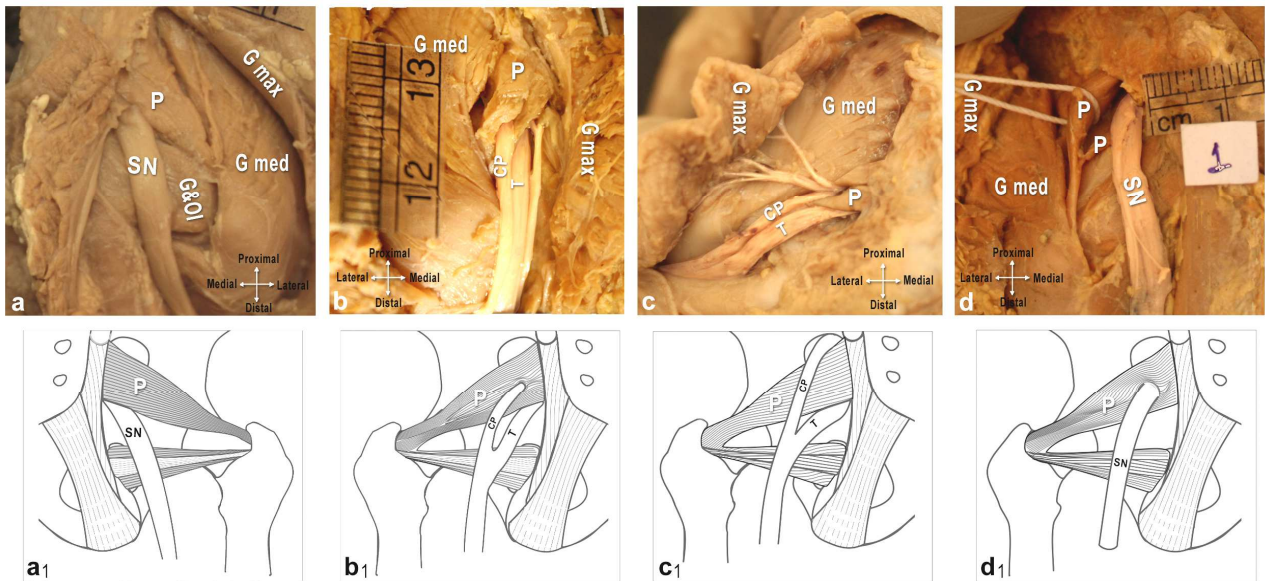 G max
P
SN
G med
G&OI
Proximal
Medial
Lateral
Distal
a
G med
P
13
12
CP
T
G max
Proximal
Lateral
Medial
Distal
b
G max
G med
P
CP
T
Proximal
Lateral
Medial
Distal
c
G max
P
P
cm
1
1
G med
SN
Proximal
Lateral
Medial
Distal
d
P
SN
a1
P
CP
T
b1
CP
P
T
c1
P
SN
d1